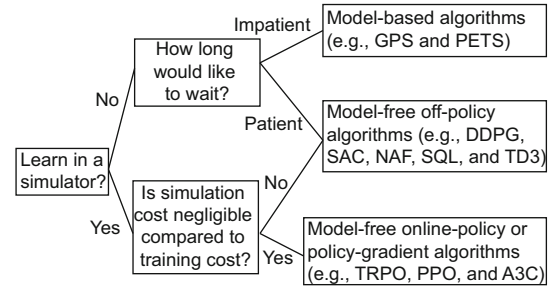 Impatient
Model-based algorithms
(e.g., GPS and PETS)
How long
would like
to wait?
No
Patient
Model-free off-policy
algorithms (e.g., DDPG,
SAC, NAF, SQL, and TD3)
Learn in a
simulator?
No
Is simulation
cost negligible
compared to
training cost?
Yes
Yes
Model-free online-policy or
policy-gradient algorithms
(e.g., TRPO, PPO, and A3C)